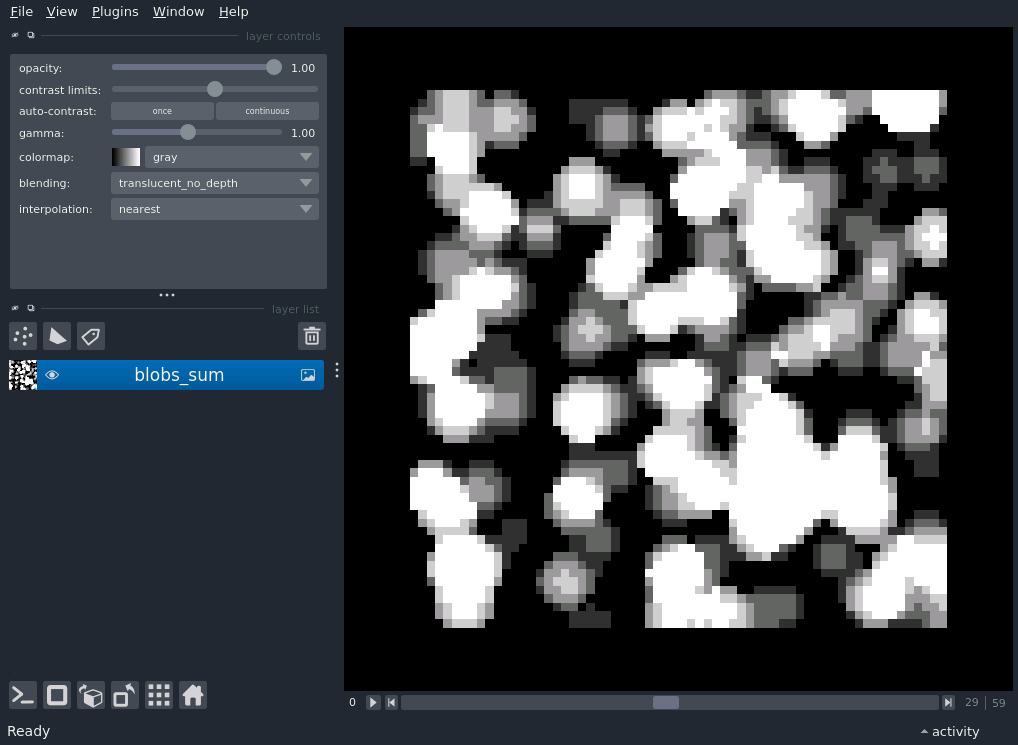 File View Plugins Window Help
layer controls
opacity: 1.00
contrast limits:
auto-contrast: once continuous
gamma: 1.00
colormap: gray
blending: translucent_no_depth
interpolation: nearest
layer list
blobs_sum
0 29 59
Ready activity